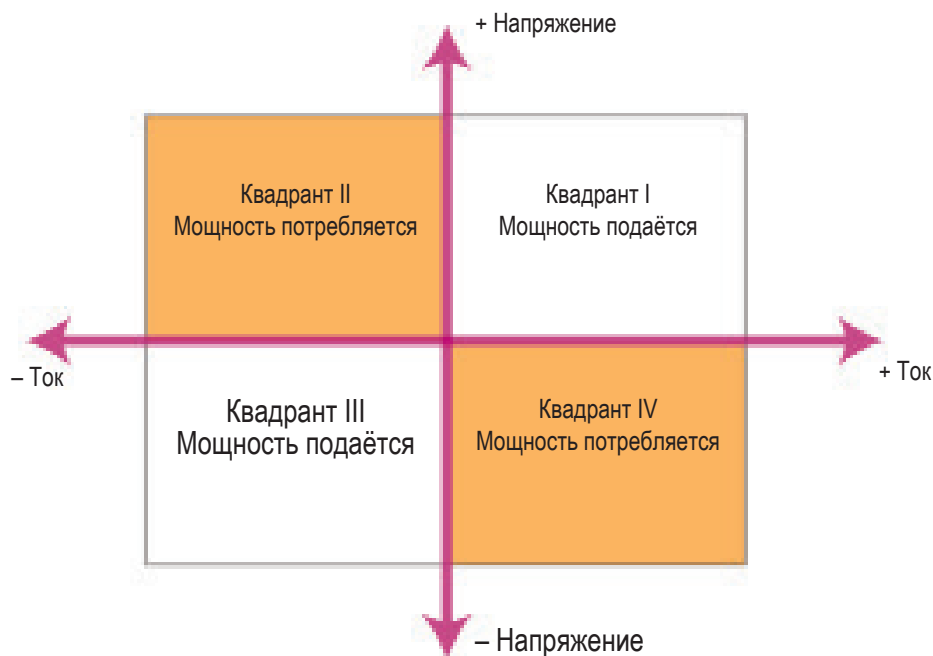 + Напряжение
Квадрант II
Мощность потребляется
Квадрант I
Мощность подаётся
– Ток
+ Ток
Квадрант III
Мощность подаётся
Квадрант IV
Мощность потребляется
– Напряжение